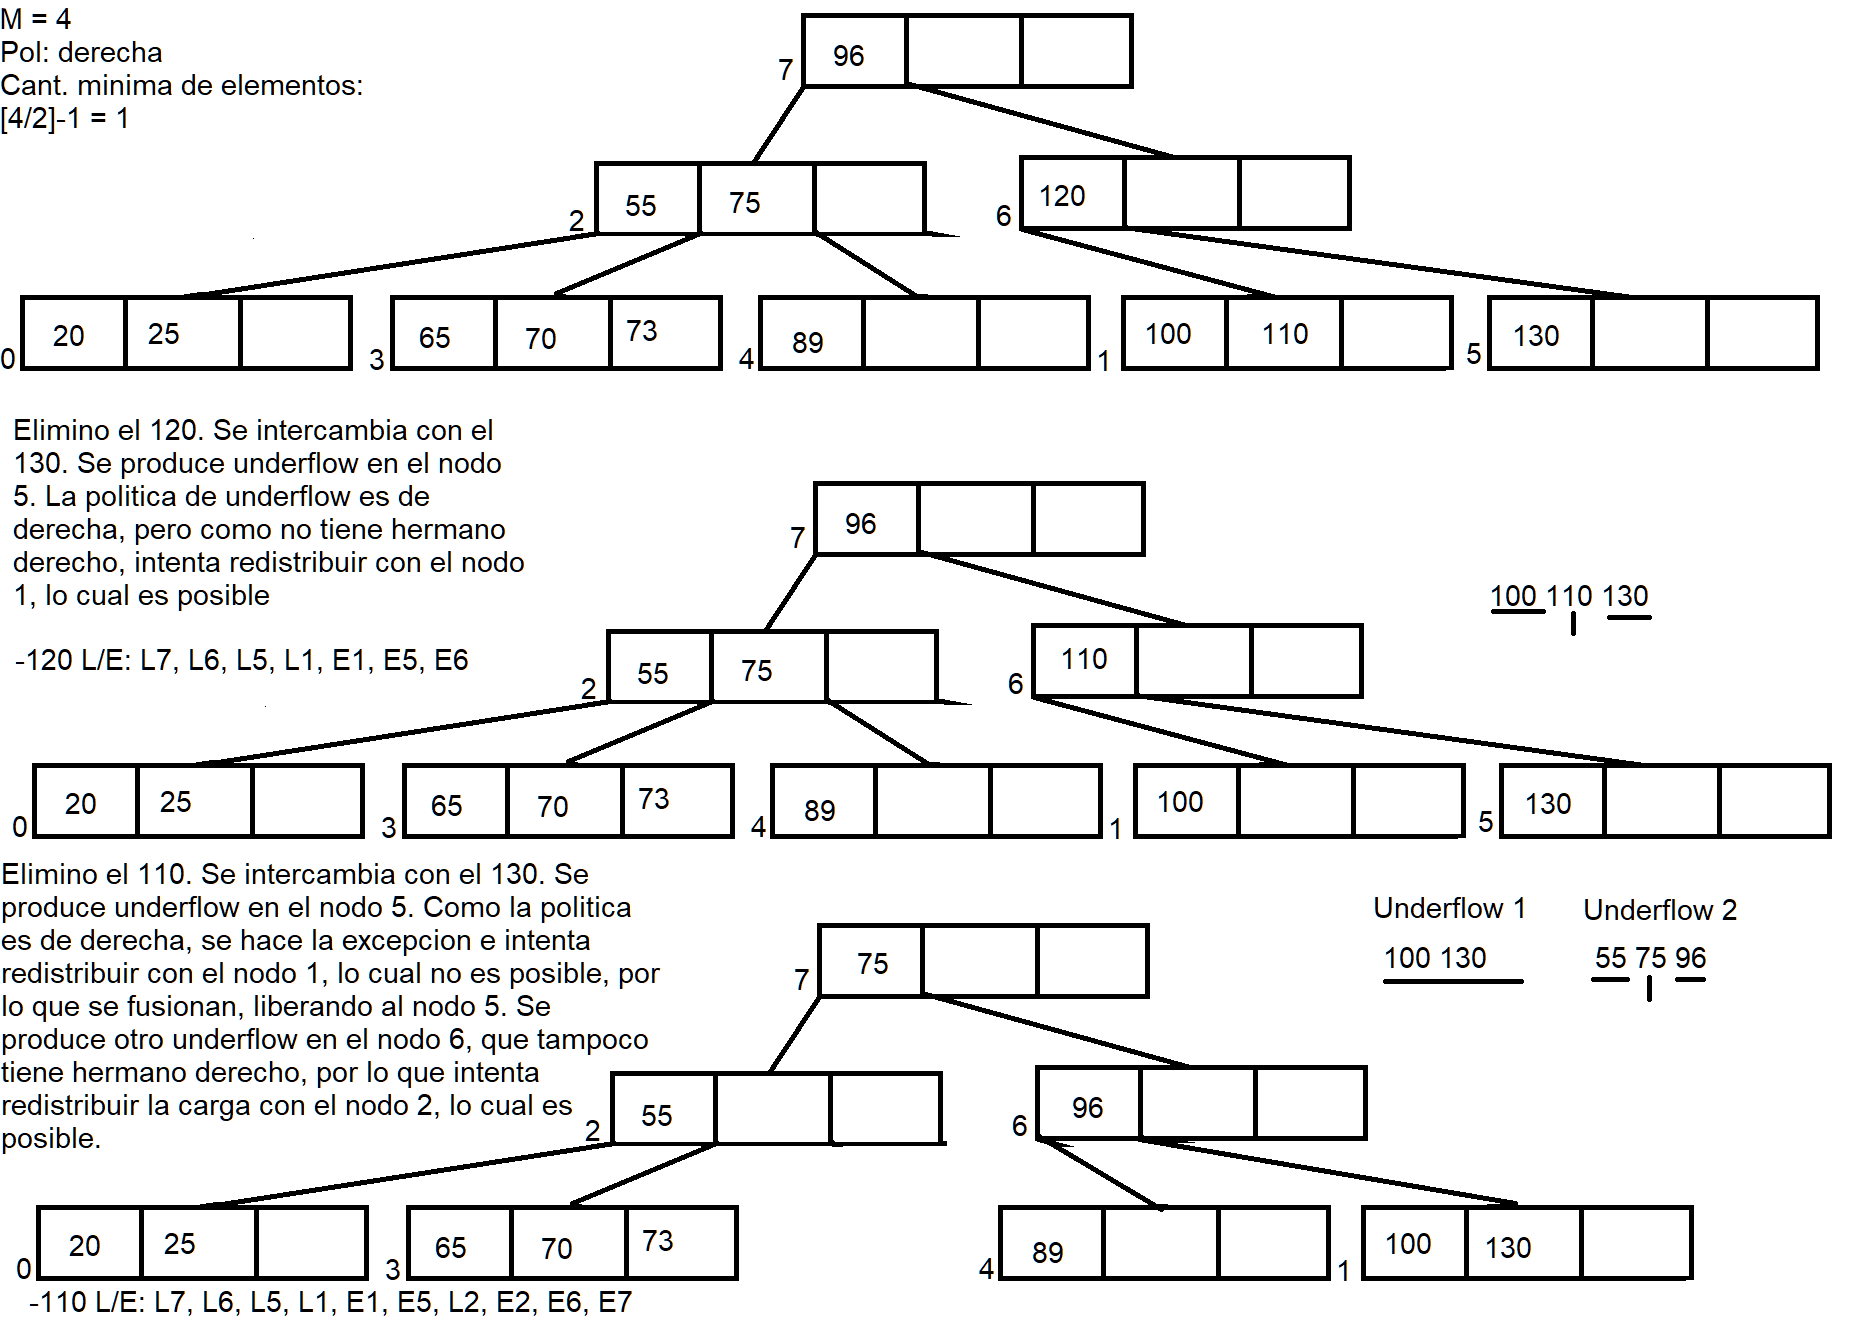 M = 4
Pol: derecha
Cant. minima de elementos:
[4/2]-1 = 1
7 96
2 55 75
6 120
0 20 25
3 65 70 73
4 89
1 100 110
5 130
Elimino el 120. Se intercambia con el
130. Se produce underflow en el nodo
5. La politica de underflow es de
derecha, pero como no tiene hermano
derecho, intenta redistribuir con el nodo
1, lo cual es posible
-120 L/E: L7, L6, L5, L1, E1, E5, E6
7 96
100 110 130
2 55 75
6 110
0 20 25
3 65 70 73
4 89
1 100
5 130
Elimino el 110. Se intercambia con el 130. Se
produce underflow en el nodo 5. Como la politica
es de derecha, se hace la excepcion e intenta
redistribuir con el nodo 1, lo cual no es posible, por
lo que se fusionan, liberando al nodo 5. Se
produce otro underflow en el nodo 6, que tampoco
tiene hermano derecho, por lo que intenta
redistribuir la carga con el nodo 2, lo cual es
posible.
Underflow 1
100 130
Underflow 2
55 75 96
7 75
2 55
6 96
0 20 25
3 65 70 73
4 89
1 100 130
-110 L/E: L7, L6, L5, L1, E1, E5, L2, E2, E6, E7